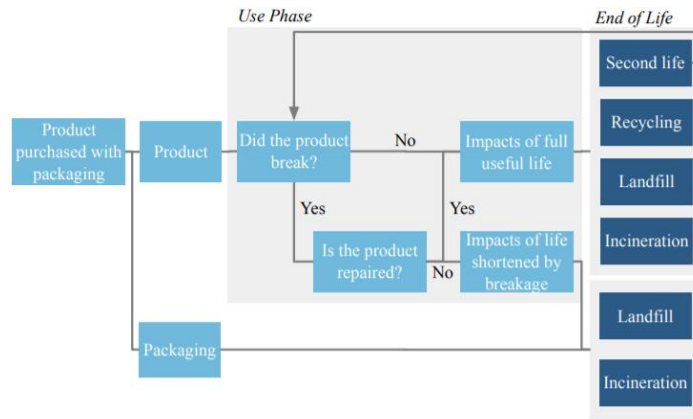 Use Phase
End of Life
Second life
Recycling
Product
purchased with
packaging
Product
Did the product
break?
No
Impacts of full
useful life
Landfill
Yes
Yes
Is the product
repaired?
No
Impacts of life
shortened by
breakage
Incineration
Packaging
Landfill
Incineration